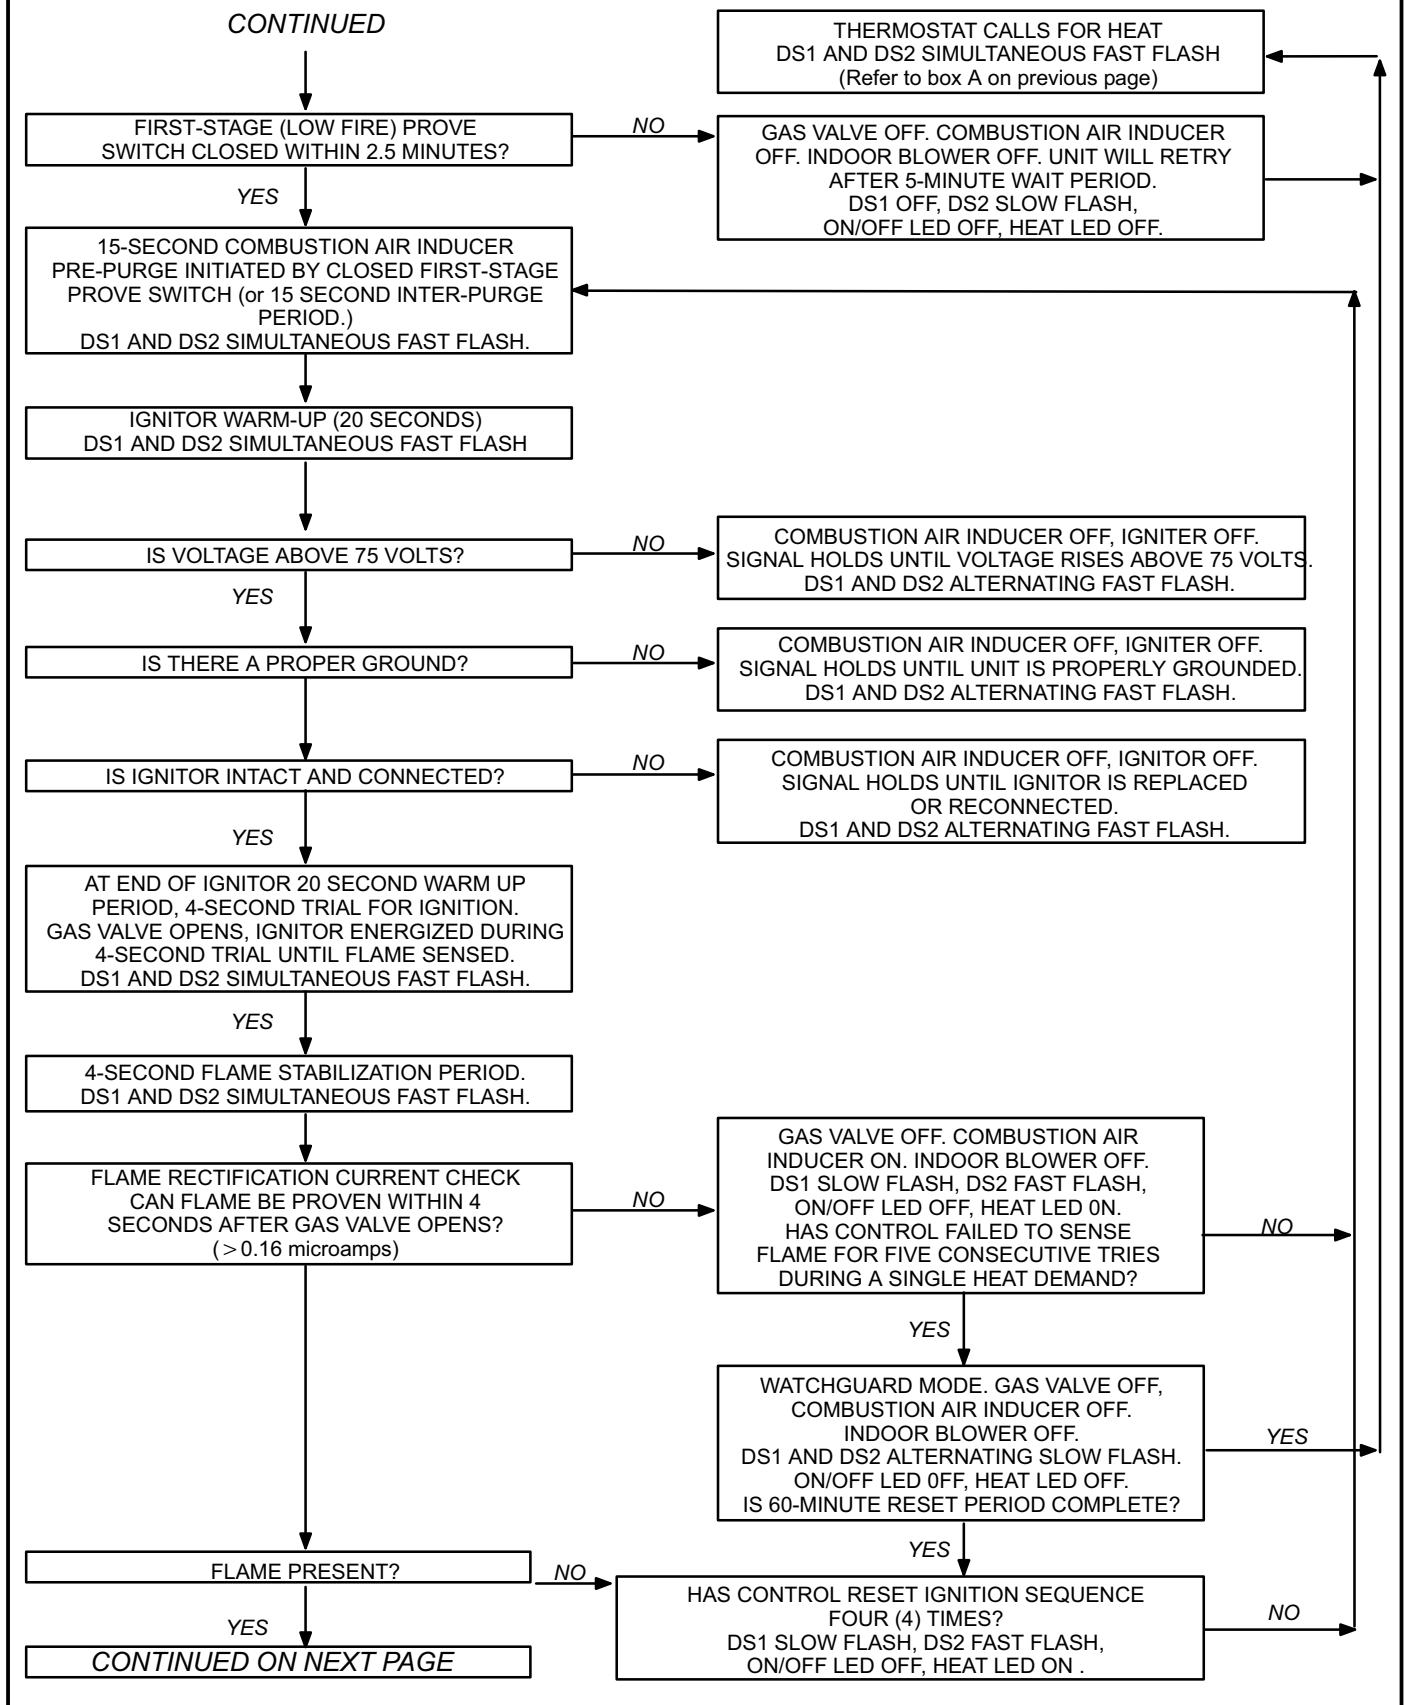 CONTINUED
THERMOSTAT CALLS FOR HEAT
DS1 AND DS2 SIMULTANEOUS FAST FLASH
(Refer to box A on previous page)
FIRST-STAGE (LOW FIRE) PROVE
SWITCH CLOSED WITHIN 2.5 MINUTES?
NO
GAS VALVE OFF. COMBUSTION AIR INDUCER
OFF. INDOOR BLOWER OFF. UNIT WILL RETRY
AFTER 5-MINUTE WAIT PERIOD.
DS1 OFF, DS2 SLOW FLASH,
ON/OFF LED OFF, HEAT LED OFF.
YES
15-SECOND COMBUSTION AIR INDUCER
PRE-PURGE INITIATED BY CLOSED FIRST-STAGE
PROVE SWITCH (or 15 SECOND INTER-PURGE
PERIOD.)
DS1 AND DS2 SIMULTANEOUS FAST FLASH.
IGNITOR WARM-UP (20 SECONDS)
DS1 AND DS2 SIMULTANEOUS FAST FLASH
IS VOLTAGE ABOVE 75 VOLTS?
NO
COMBUSTION AIR INDUCER OFF, IGNITER OFF.
SIGNAL HOLDS UNTIL VOLTAGE RISES ABOVE 75 VOLTS.
DS1 AND DS2 ALTERNATING FAST FLASH.
YES
IS THERE A PROPER GROUND?
NO
COMBUSTION AIR INDUCER OFF, IGNITER OFF.
SIGNAL HOLDS UNTIL UNIT IS PROPERLY GROUNDED.
DS1 AND DS2 ALTERNATING FAST FLASH.
IS IGNITOR INTACT AND CONNECTED?
NO
COMBUSTION AIR INDUCER OFF, IGNITOR OFF.
SIGNAL HOLDS UNTIL IGNITOR IS REPLACED
OR RECONNECTED.
DS1 AND DS2 ALTERNATING FAST FLASH.
YES
AT END OF IGNITOR 20 SECOND WARM UP
PERIOD, 4-SECOND TRIAL FOR IGNITION.
GAS VALVE OPENS, IGNITOR ENERGIZED DURING
4-SECOND TRIAL UNTIL FLAME SENSED.
DS1 AND DS2 SIMULTANEOUS FAST FLASH.
YES
4-SECOND FLAME STABILIZATION PERIOD.
DS1 AND DS2 SIMULTANEOUS FAST FLASH.
FLAME RECTIFICATION CURRENT CHECK
CAN FLAME BE PROVEN WITHIN 4
SECONDS AFTER GAS VALVE OPENS?
(>0.16 microamps)
NO
GAS VALVE OFF. COMBUSTION AIR
INDUCER ON. INDOOR BLOWER OFF.
DS1 SLOW FLASH, DS2 FAST FLASH,
ON/OFF LED OFF, HEAT LED 0N.
HAS CONTROL FAILED TO SENSE
FLAME FOR FIVE CONSECUTIVE TRIES
DURING A SINGLE HEAT DEMAND?
NO
YES
WATCHGUARD MODE. GAS VALVE OFF,
COMBUSTION AIR INDUCER OFF.
INDOOR BLOWER OFF.
DS1 AND DS2 ALTERNATING SLOW FLASH.
ON/OFF LED 0FF, HEAT LED OFF.
IS 60-MINUTE RESET PERIOD COMPLETE?
YES
YES
FLAME PRESENT?
NO
HAS CONTROL RESET IGNITION SEQUENCE
FOUR (4) TIMES?
DS1 SLOW FLASH, DS2 FAST FLASH,
ON/OFF LED OFF, HEAT LED ON .
NO
YES
CONTINUED ON NEXT PAGE